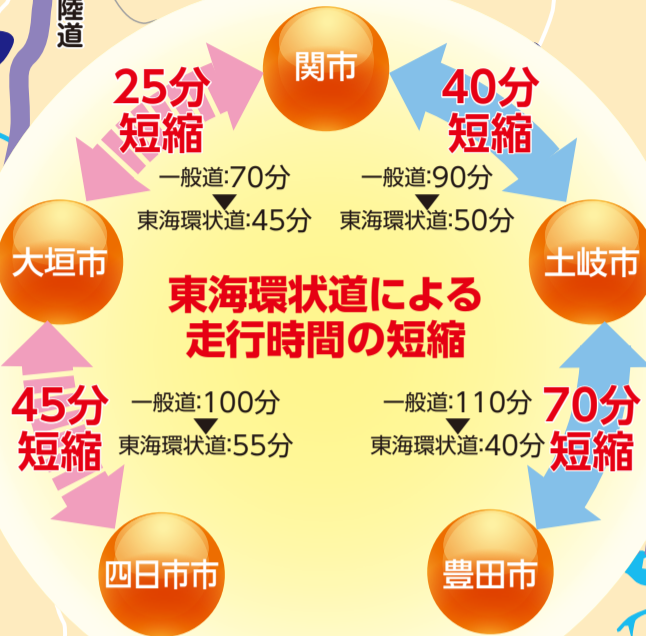 陸道
関市
25分
短縮
40分
短縮
一般道:70分
東海環状道:45分
一般道:90分
東海環状道:50分
大垣市
土岐市
東海環状道による
走行時間の短縮
45分
短縮
一般道:100分
東海環状道:55分
一般道:110分
東海環状道:40分
70分
短縮
四日市市
豊田市